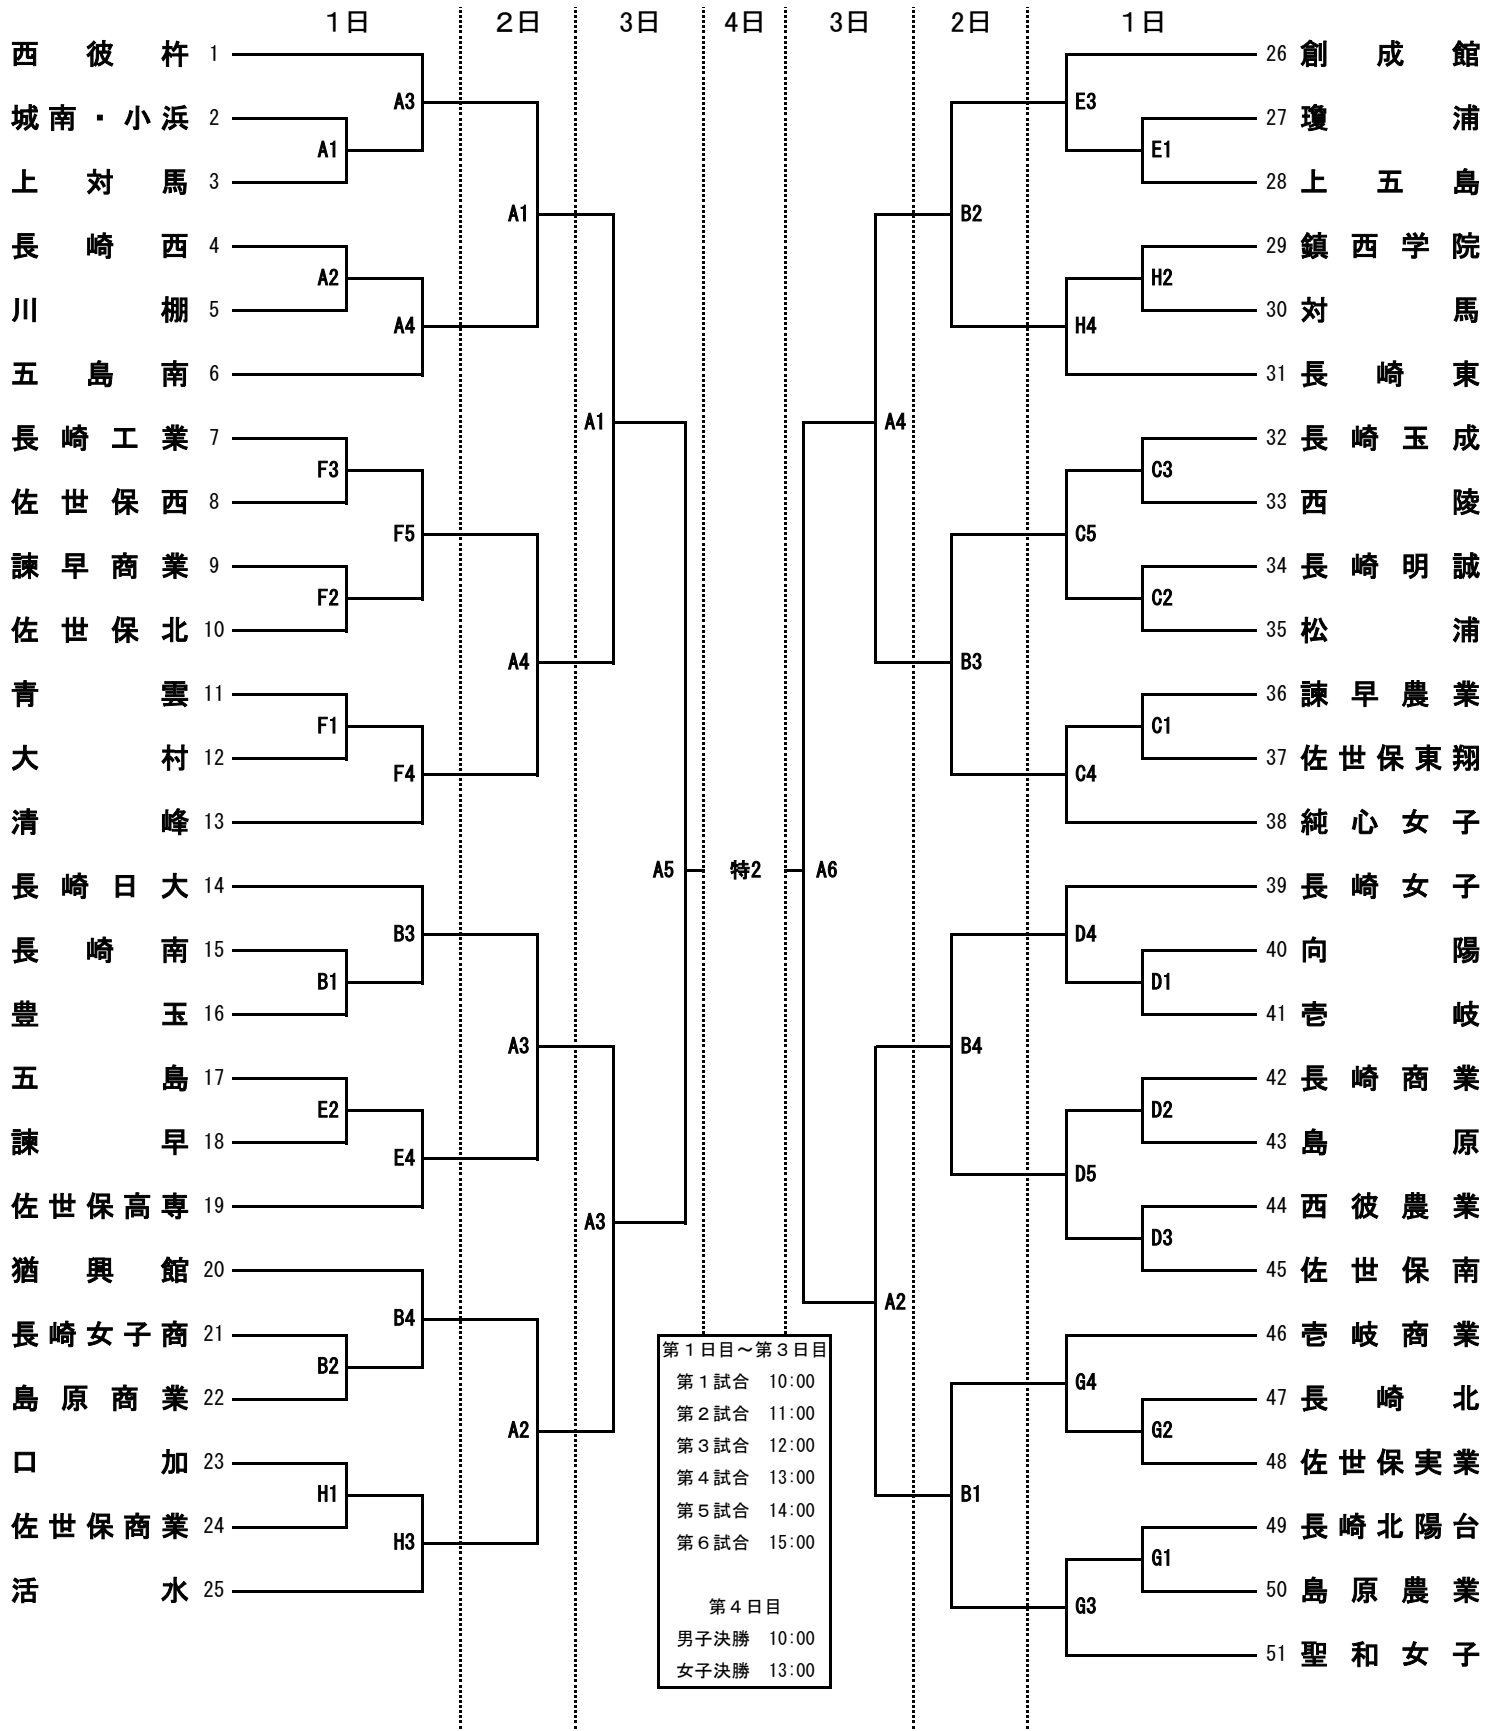 1日 2日 3日 4日 3日 2日 1日
西彼杵 1
城南・小浜 2
上対馬 3
長崎西 4
川棚 5
五島南 6
長崎工業 7
佐世保西 8
諫早商業 9
佐世保北 10
青雲 11
大村 12
清峰 13
長崎日大 14
長崎南 15
豊玉 16
五島 17
諫早 18
佐世保高専 19
猶興館 20
長崎女子商 21
島原商業 22
口加 23
佐世保商業 24
活水 25
A3
A1
A2
A4
F3
F5
F2
F1
F4
B3
B1
E2
E4
B4
B2
H1
H3
A1
A4
A3
A2
A1
A3
A5
特2
A6
A4
A2
B2
B3
B4
B1
E3
E1
H2
H4
C3
C5
C2
C1
C4
D4
D1
D2
D5
D3
G4
G2
G1
G3
26 創成館
27 瓊浦
28 上五島
29 鎮西学院
30 対馬
31 長崎東
32 長崎玉成
33 西陵
34 長崎明誠
35 松浦
36 諫早農業
37 佐世保東翔
38 純心女子
39 長崎女子
40 向陽
41 壱岐
42 長崎商業
43 島原
44 西彼農業
45 佐世保南
46 壱岐商業
47 長崎北
48 佐世保実業
49 長崎北陽台
50 島原農業
51 聖和女子
第1日目～第3日目
第1試合 10:00
第2試合 11:00
第3試合 12:00
第4試合 13:00
第5試合 14:00
第6試合 15:00
第4日目
男子決勝 10:00
女子決勝 13:00